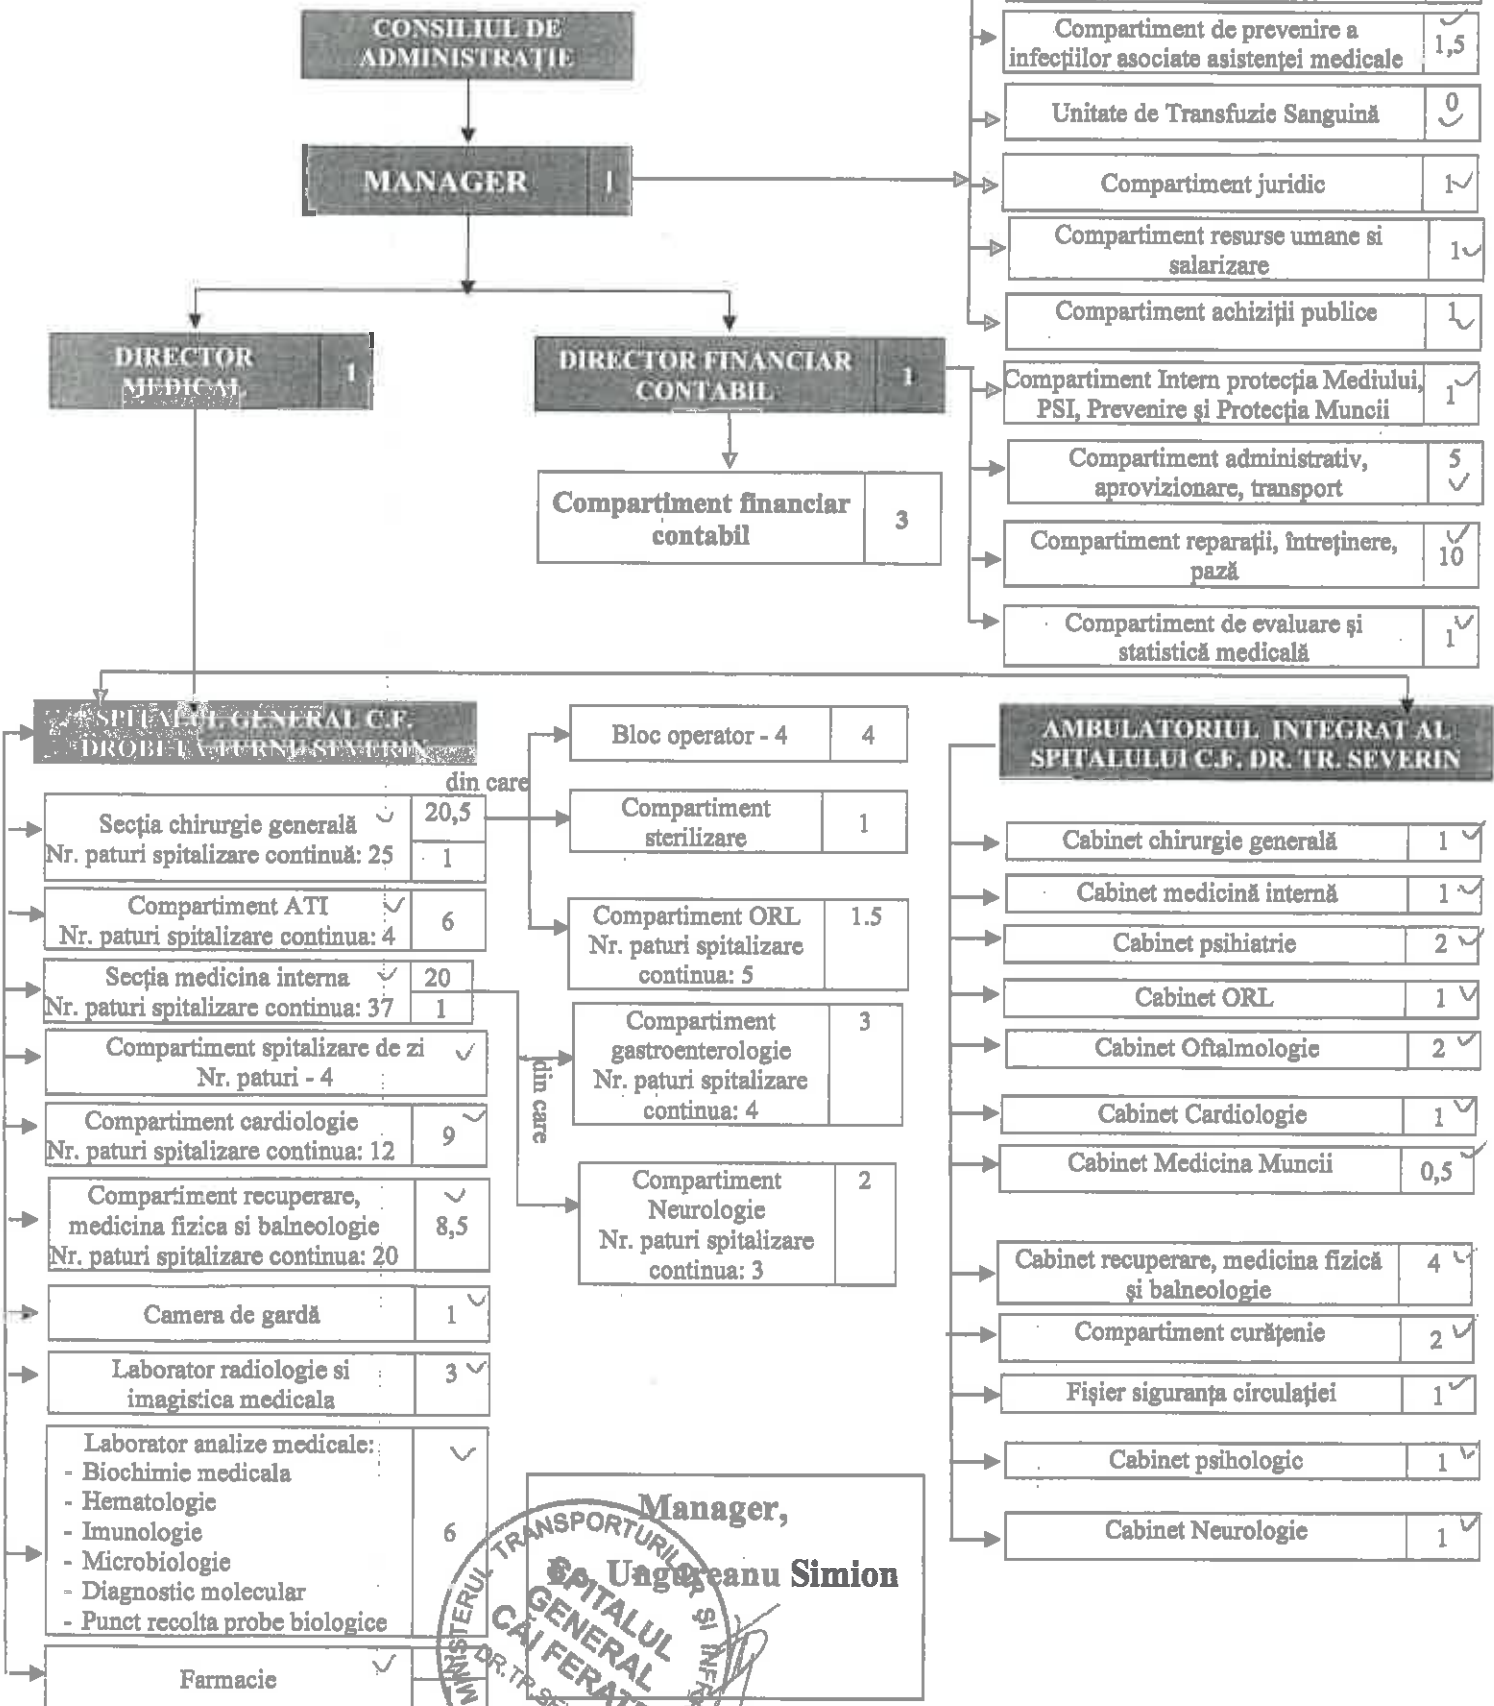 CONSILIUL DE
ADMINISTRAȚIE
MANAGER 1
DIRECTOR
MEDICAL
1
DIRECTOR FINANCIAR
CONTABIL
1
Compartiment financiar
contabil
3
Compartiment de prevenire a
infecțiilor asociate asistenței medicale
1,5
Unitate de Transfuzie Sanguină 0
Compartiment juridic 1
Compartiment resurse umane si
salarizare
1
Compartiment achiziții publice 1
Compartiment Intern protecția Mediului,
PSI, Prevenire și Protecția Muncii
1
Compartiment administrativ,
aprovizionare, transport
5
Compartiment reparații, întreținere,
pază
10
Compartiment de evaluare și
statistică medicală
1
SPITALUL GENERAL C.F.
DROBETA TURNU SEVERIN
Secția chirurgie generală 20,5
Nr. paturi spitalizare continuă: 25 1
Compartiment ATI
Nr. paturi spitalizare continua: 4
6
Secția medicina interna 20
Nr. paturi spitalizare continua: 37 1
Compartiment spitalizare de zi
Nr. paturi - 4
Compartiment cardiologie
Nr. paturi spitalizare continua: 12
9
Compartiment recuperare,
medicina fizica si balneologie
Nr. paturi spitalizare continua: 20
8,5
Camera de gardă 1
Laborator radiologie si
imagistica medicala
3
Laborator analize medicale:
- Biochimie medicala
- Hematologie
- Imunologie
- Microbiologie
- Diagnostic molecular
- Punct recolta probe biologice
6
Farmacie
din care
Bloc operator - 4 4
Compartiment
sterilizare
1
Compartiment ORL 1.5
Nr. paturi spitalizare
continua: 5
din care
Compartiment 3
gastroenterologie
Nr. paturi spitalizare
continua: 4
Compartiment 2
Neurologie
Nr. paturi spitalizare
continua: 3
AMBULATORIUL INTEGRAT AL
SPITALULUI C.F. DR. TR. SEVERIN
Cabinet chirurgie generală 1
Cabinet medicină internă 1
Cabinet psihiatrie 2
Cabinet ORL 1
Cabinet Oftalmologie 2
Cabinet Cardiologie 1
Cabinet Medicina Muncii 0,5
Cabinet recuperare, medicina fizică
și balneologie
4
Compartiment curățenie 2
Fișier siguranța circulației 1
Cabinet psihologic 1
Cabinet Neurologie 1
Manager,
Ungureanu Simion
MINISTERUL TRANSPORTURILOR ȘI
SPITALUL
GENERAL
CĂI FERATE